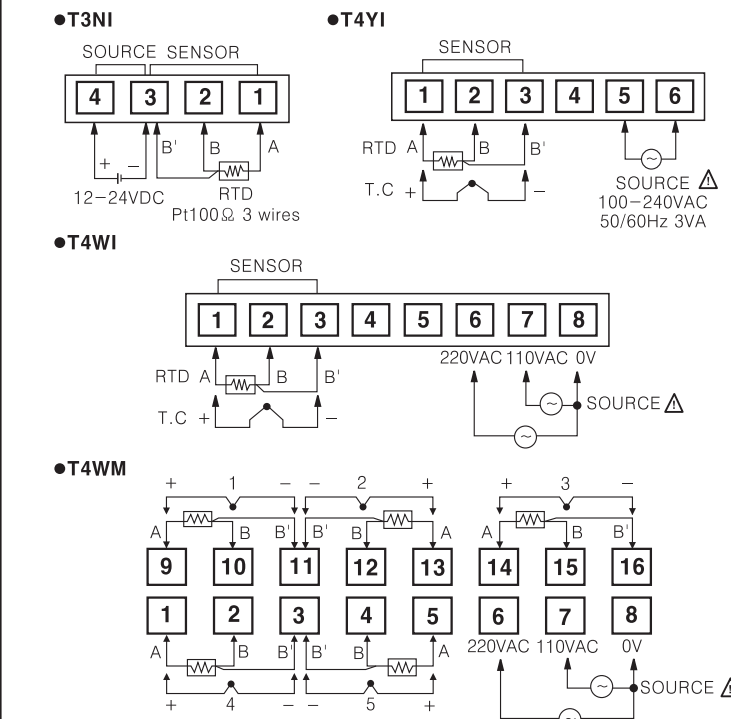 ●T3NI
SOURCE SENSOR
4 3 2 1
+ − B' B A
12−24VDC RTD
Pt100Ω 3 wires
●T4YI
SENSOR
1 2 3 4 5 6
RTD A B B'
T.C + −
SOURCE ⚠
100−240VAC
50/60Hz 3VA
●T4WI
SENSOR
1 2 3 4 5 6 7 8
220VAC 110VAC 0V
RTD A B B'
T.C + −
SOURCE ⚠
●T4WM
+ 1 − − 2 + + 3 −
A B B' B' B A A B B'
9 10 11 12 13 14 15 16
1 2 3 4 5 6 7 8
A B B' B' B A
220VAC 110VAC 0V
SOURCE ⚠
+ 4 − − 5 +